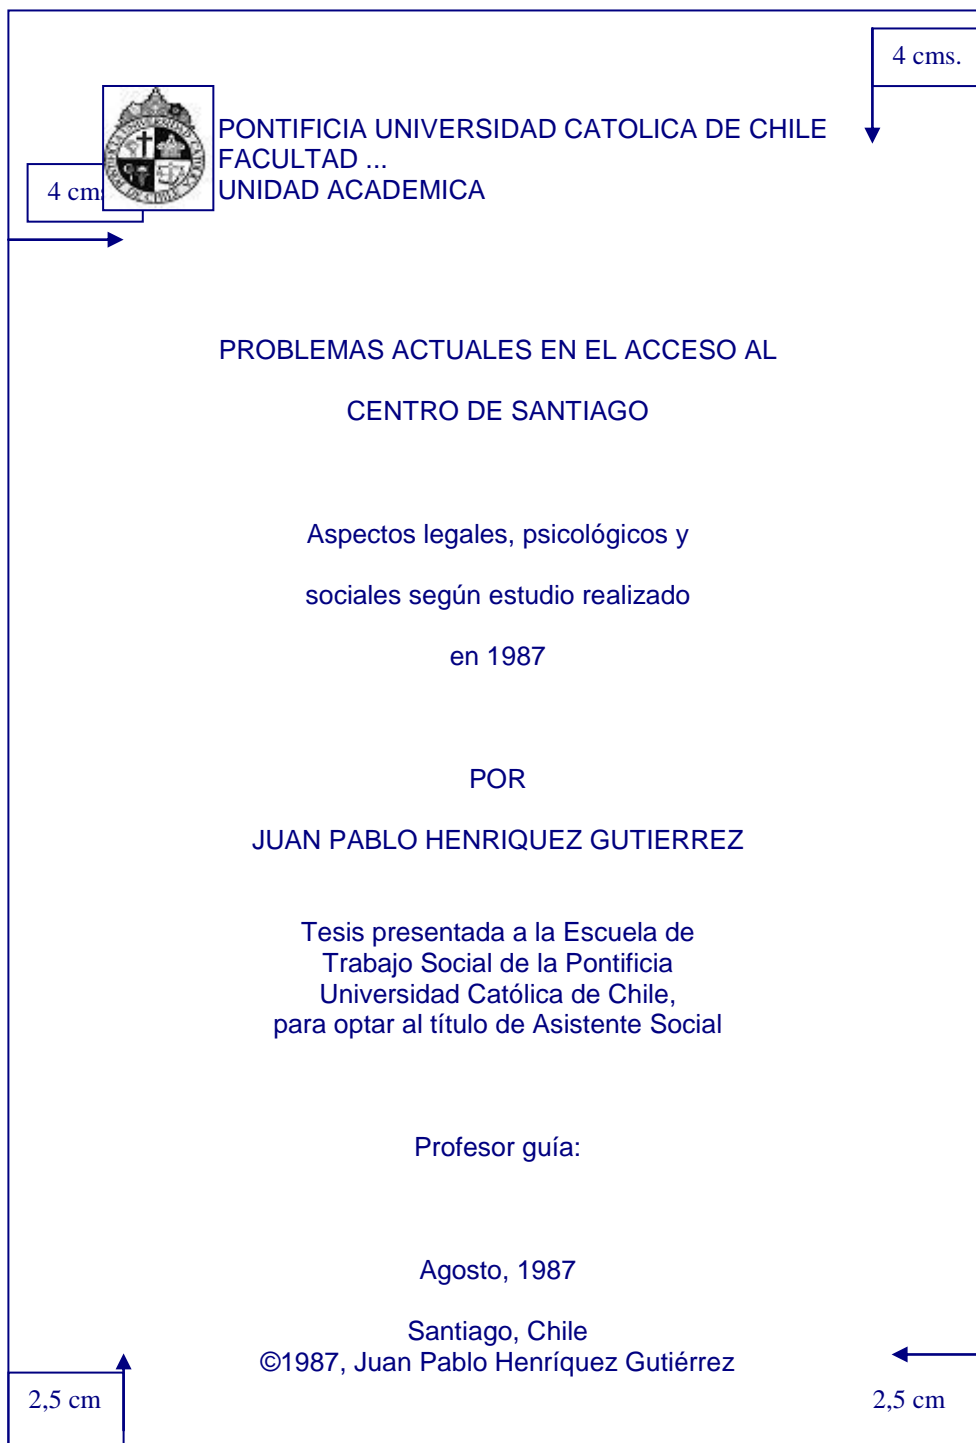 4 cms.
PONTIFICIA UNIVERSIDAD CATOLICA DE CHILE
FACULTAD ...
UNIDAD ACADEMICA
4 cms
PROBLEMAS ACTUALES EN EL ACCESO AL
CENTRO DE SANTIAGO
Aspectos legales, psicológicos y
sociales según estudio realizado
en 1987
POR
JUAN PABLO HENRIQUEZ GUTIERREZ
Tesis presentada a la Escuela de
Trabajo Social de la Pontificia
Universidad Católica de Chile,
para optar al título de Asistente Social
Profesor guía:
Agosto, 1987
Santiago, Chile
©1987, Juan Pablo Henríquez Gutiérrez
2,5 cm
2,5 cm